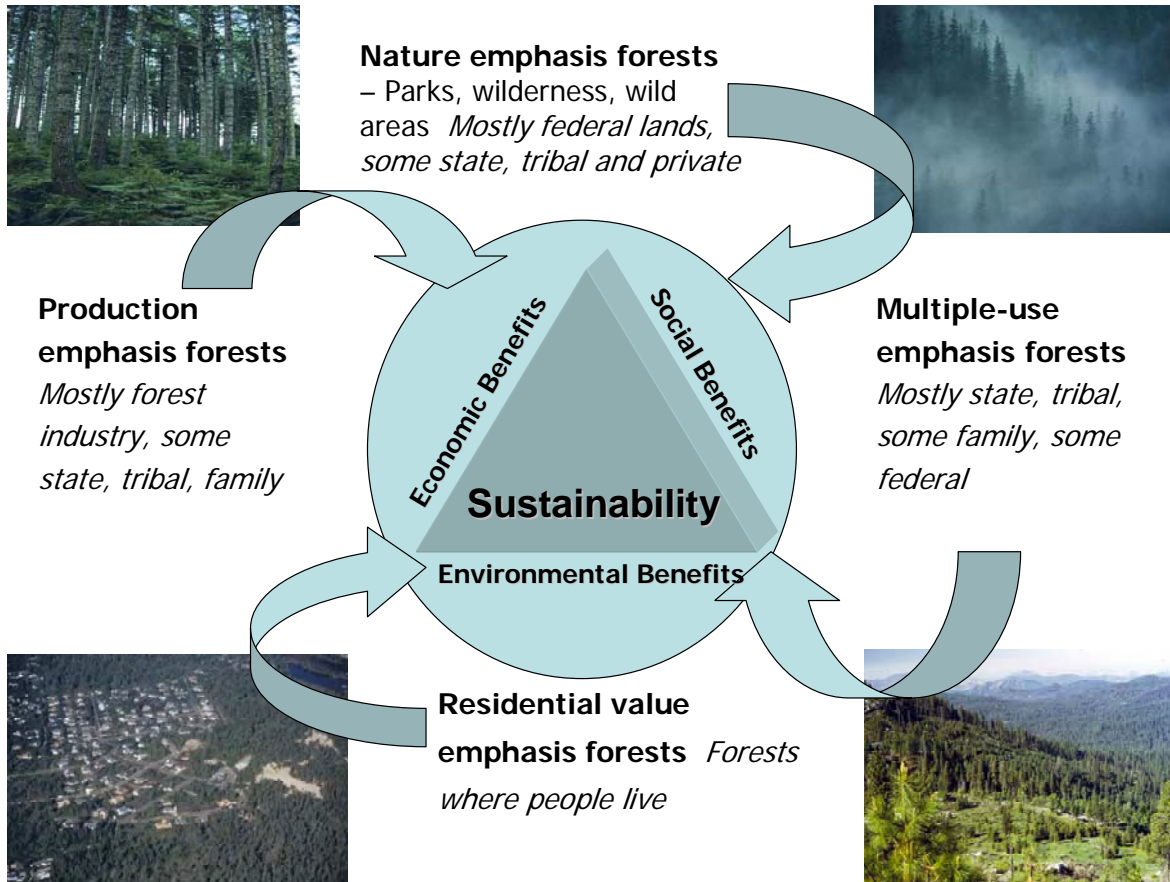 Nature emphasis forests
– Parks, wilderness, wild
areas Mostly federal lands,
some state, tribal and private
Production
emphasis forests
Mostly forest
industry, some
state, tribal, family
Economic Benefits
Social Benefits
Sustainability
Environmental Benefits
Multiple-use
emphasis forests
Mostly state, tribal,
some family, some
federal
Residential value
emphasis forests Forests
where people live